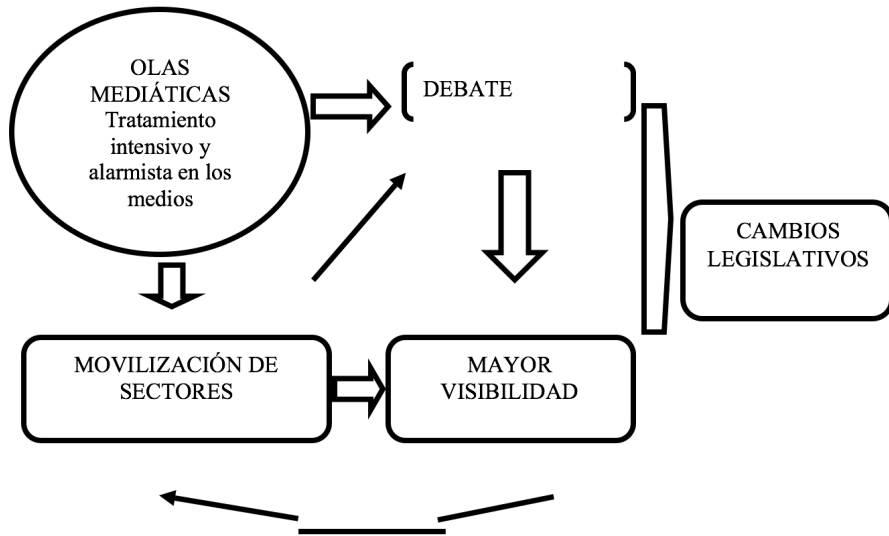 OLAS
MEDIÁTICAS
Tratamiento
intensivo y
alarmista en los
medios
DEBATE
CAMBIOS
LEGISLATIVOS
MOVILIZACIÓN DE
SECTORES
MAYOR
VISIBILIDAD